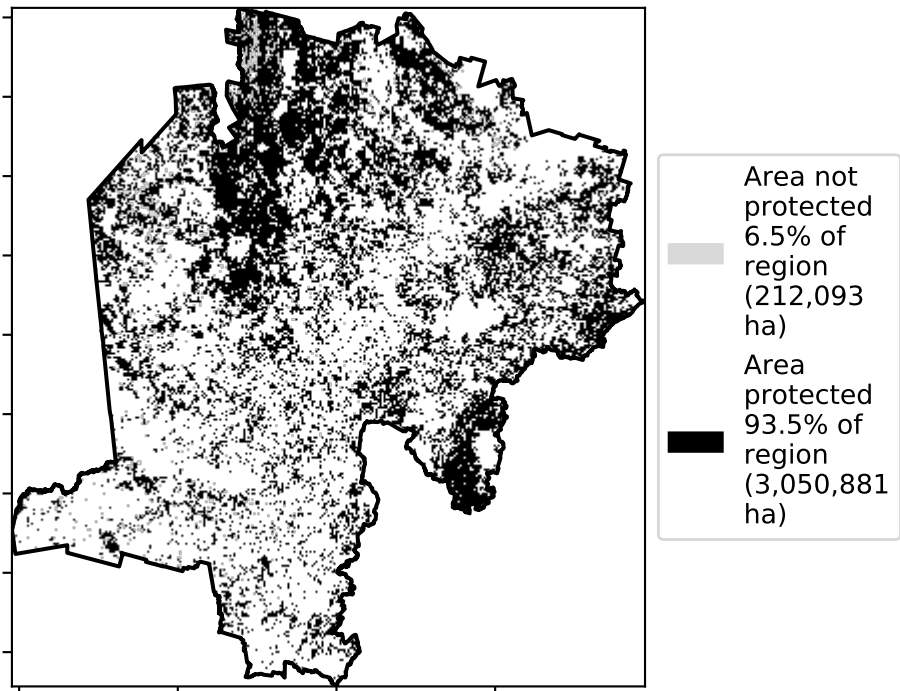 Area not
protected
6.5% of
region
(212,093
ha)
Area
protected
93.5% of
region
(3,050,881
ha)